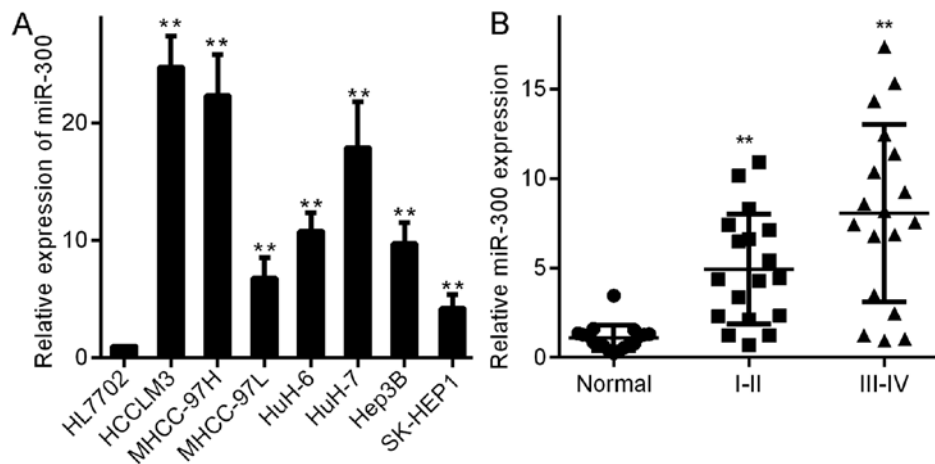 A
Relative expression of miR-300
20
10
0
** ** ** ** ** ** **
HL7702
HCCLM3
MHCC-97H
MHCC-97L
HuH-6
HuH-7
Hep3B
SK-HEP1
B
Relative miR-300 expression
15
10
5
0
** **
Normal I-II III-IV